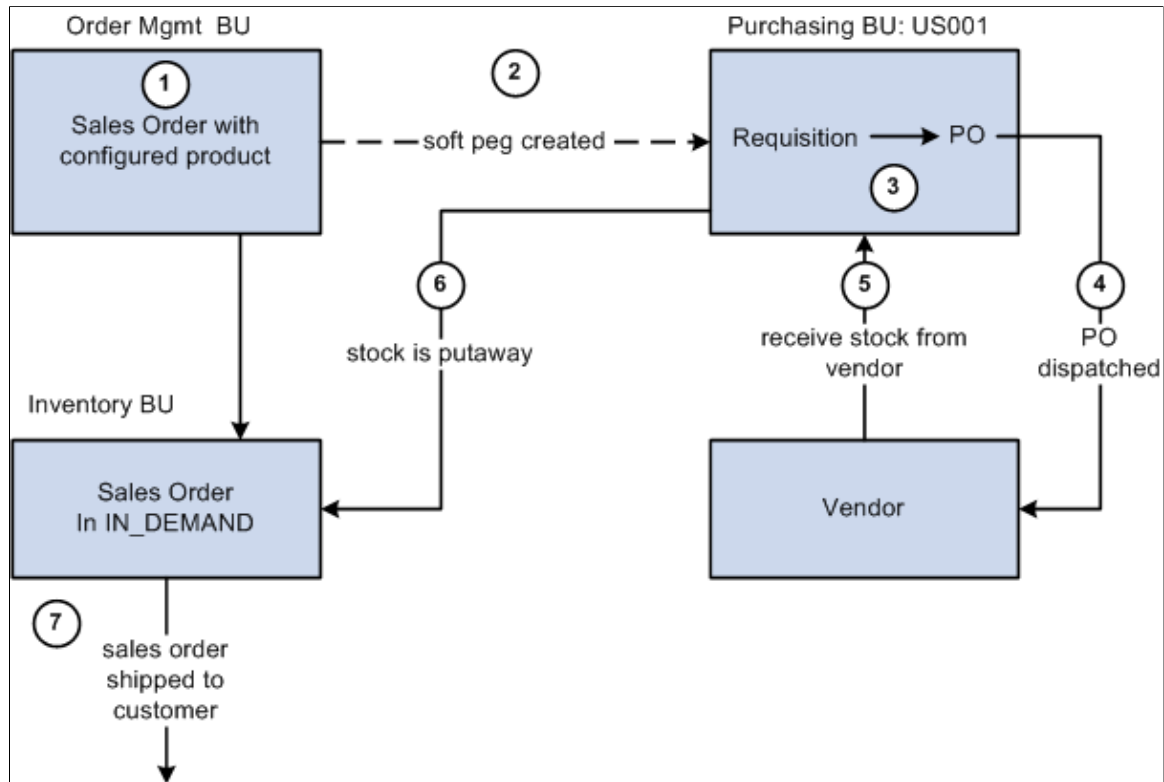 Order Mgmt BU
1
Sales Order with
configured product
2
soft peg created
Purchasing BU: US001
Requisition
PO
3
4
PO
dispatched
5
receive stock from
vendor
6
stock is putaway
Inventory BU
Sales Order
In IN_DEMAND
Vendor
7
sales order
shipped to
customer